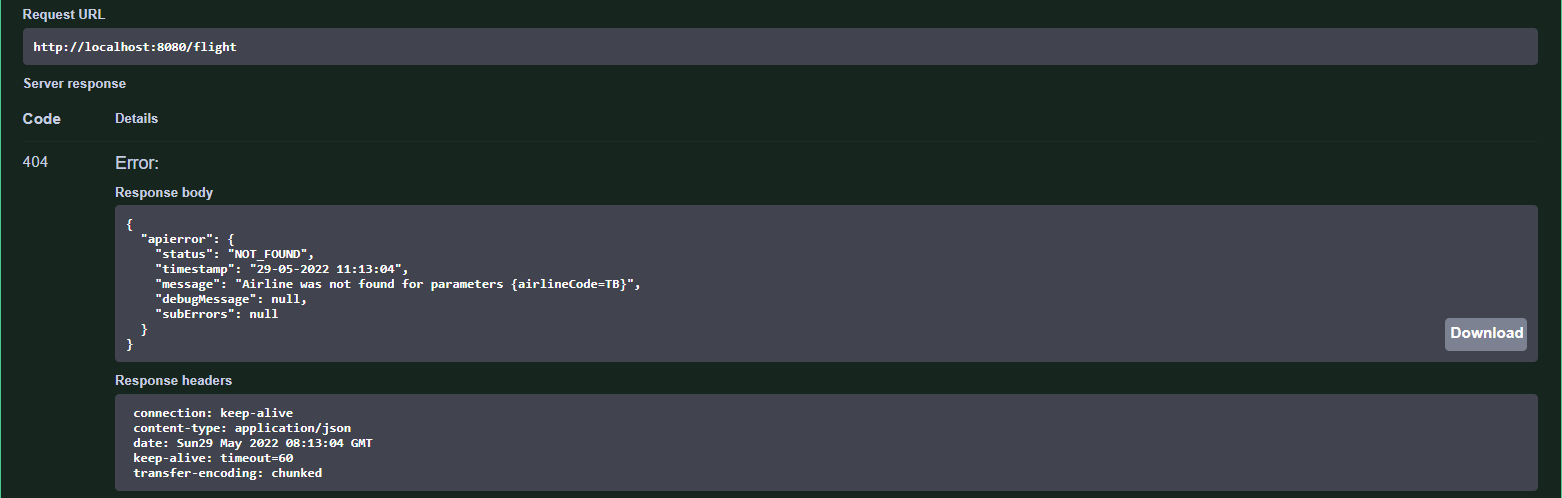 Request URL
http://localhost:8080/flight
Server response
Code Details
404 Error:
Response body
{
  "apierror": {
    "status": "NOT_FOUND",
    "timestamp": "29-05-2022 11:13:04",
    "message": "Airline was not found for parameters {airlineCode=TB}",
    "debugMessage": null,
    "subErrors": null
  }
}
Download
Response headers
connection: keep-alive
content-type: application/json
date: Sun29 May 2022 08:13:04 GMT
keep-alive: timeout=60
transfer-encoding: chunked